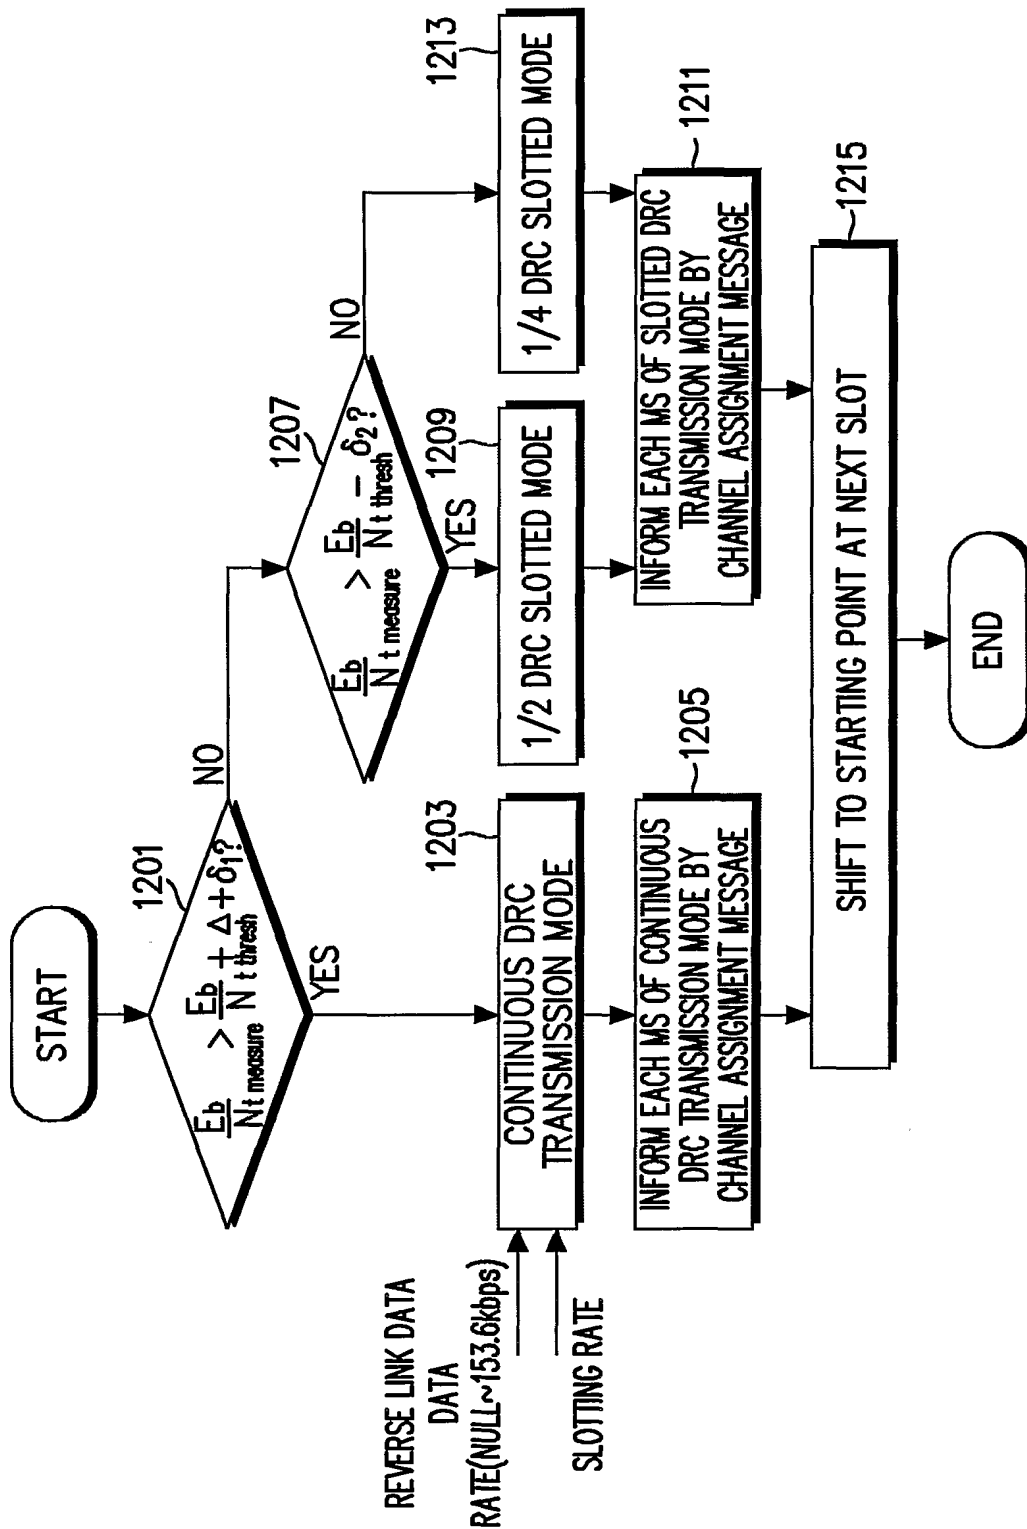 START
1201
Eb/Nt measure > Eb/Nt thresh + Δ + δ1?
NO
YES
1207
Eb/Nt measure > Eb/Nt thresh − δ2?
NO
YES
REVERSE LINK DATA
DATA
RATE(NULL~153.6kbps)
SLOTTING RATE
1203
CONTINUOUS DRC
TRANSMISSION MODE
1209
1/2 DRC SLOTTED MODE
1213
1/4 DRC SLOTTED MODE
1205
INFORM EACH MS OF CONTINUOUS
DRC TRANSMISSION MODE BY
CHANNEL ASSIGNMENT MESSAGE
1211
INFORM EACH MS OF SLOTTED DRC
TRANSMISSION MODE BY
CHANNEL ASSIGNMENT MESSAGE
1215
SHIFT TO STARTING POINT AT NEXT SLOT
END